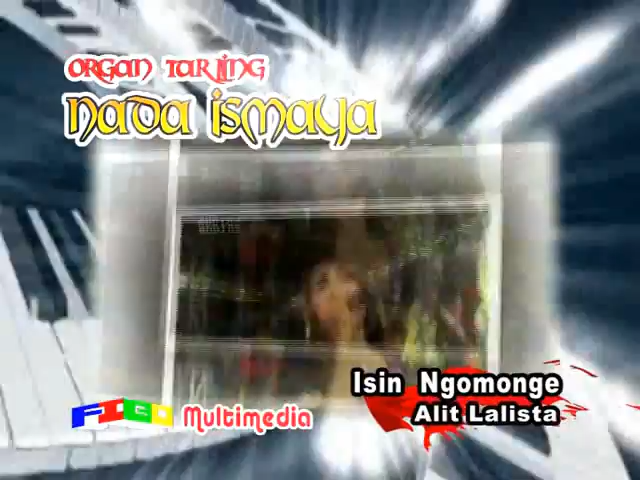 ORGAN TARLING
NADA ISMAYA
Isin Ngomonge
Alit Lalista
FICO Multimedia